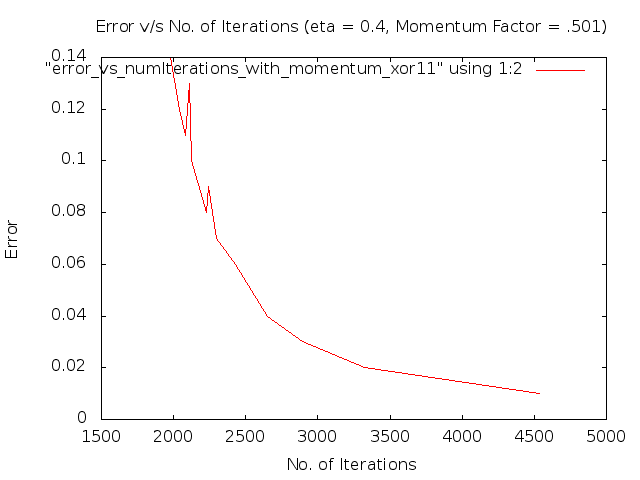 Error v/s No. of Iterations (eta = 0.4, Momentum Factor = .501)
0.14
"error_vs_numIterations_with_momentum_xor11" using 1:2
0.12
0.1
0.08
Error
0.06
0.04
0.02
0
1500 2000 2500 3000 3500 4000 4500 5000
No. of Iterations